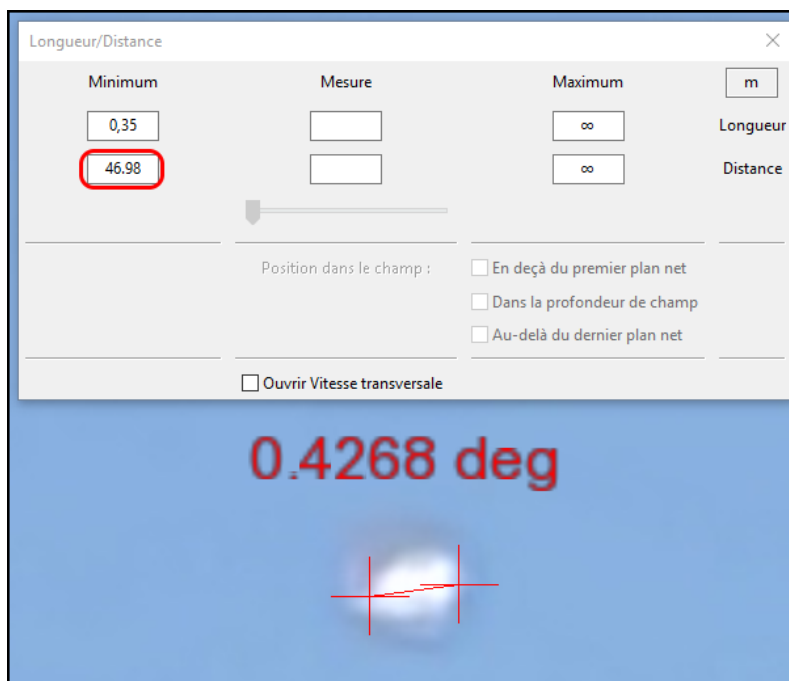 Longueur/Distance
Minimum Mesure Maximum m
0,35 ∞ Longueur
46.98 ∞ Distance
Position dans le champ : En deçà du premier plan net
Dans la profondeur de champ
Au-delà du dernier plan net
Ouvrir Vitesse transversale
0.4268 deg